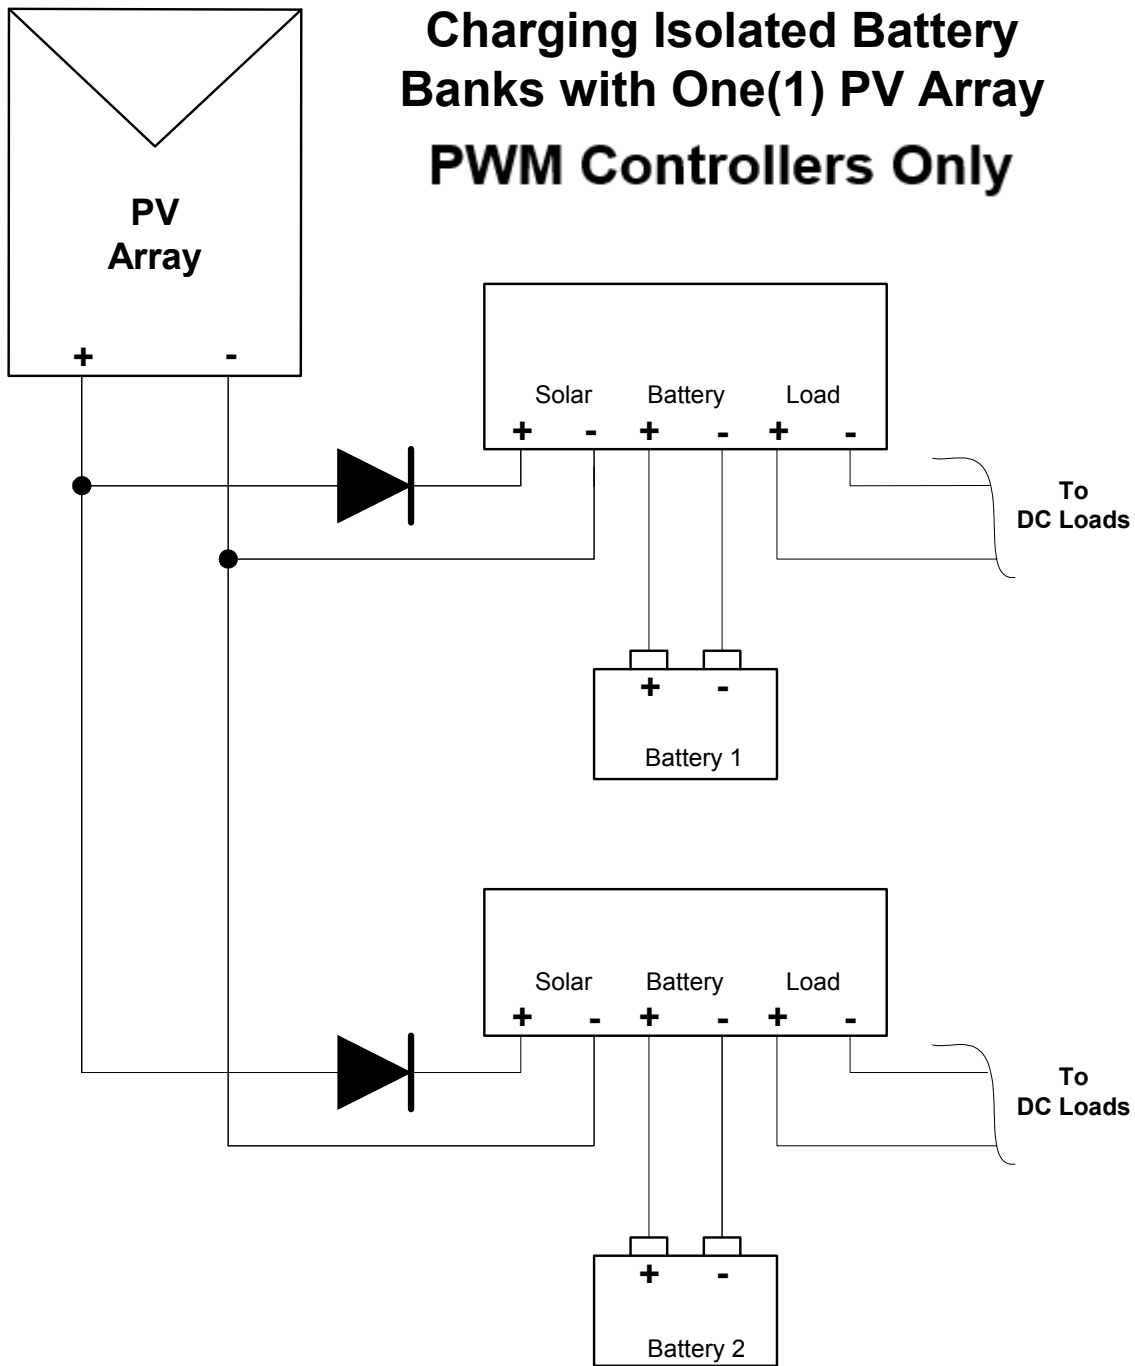 Charging Isolated Battery
Banks with One(1) PV Array
PWM Controllers Only
PV
Array
+ -
Solar Battery Load
+ - + - + -
To
DC Loads
+ -
Battery 1
Solar Battery Load
+ - + - + -
To
DC Loads
+ -
Battery 2